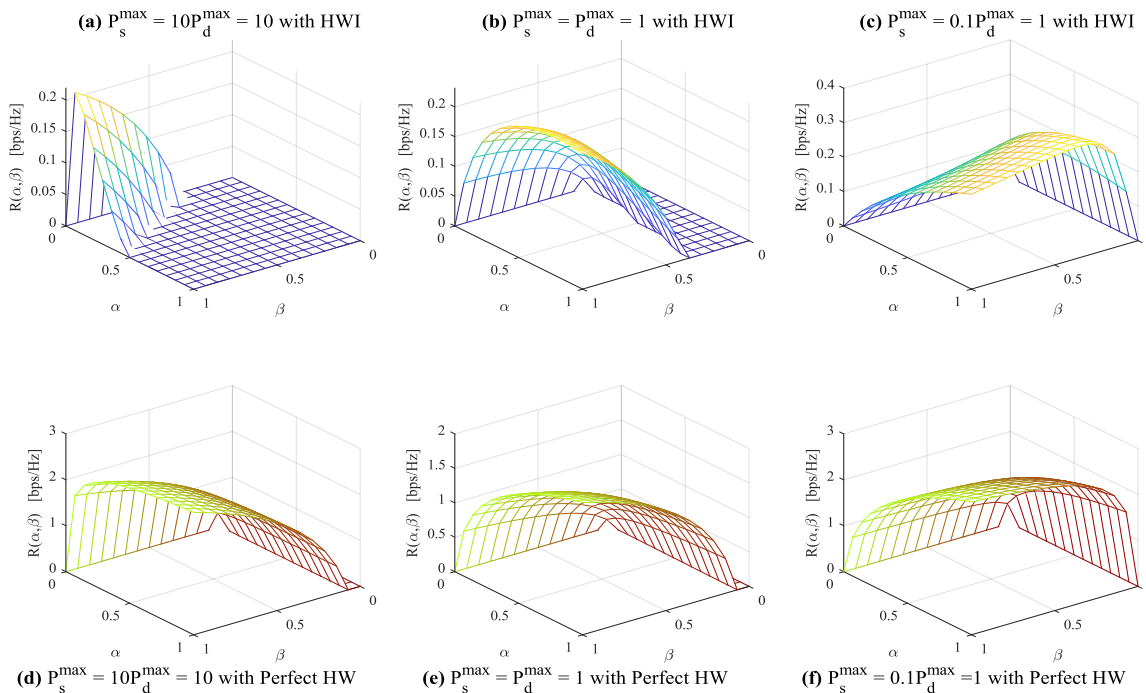 (a) P_s^max = 10P_d^max = 10 with HWI
(b) P_s^max = P_d^max = 1 with HWI
(c) P_s^max = 0.1P_d^max = 1 with HWI
R(α,β) [bps/Hz]
0.2
0.15
0.1
0.05
0
0
0.5
1
α
1
0.5
0
β
R(α,β) [bps/Hz]
0.2
0.15
0.1
0.05
0
0
0.5
1
α
1
0.5
0
β
R(α,β) [bps/Hz]
0.4
0.3
0.2
0.1
0
0
0.5
1
α
1
0.5
0
β
R(α,β) [bps/Hz]
3
2
1
0
0
0.5
1
α
1
0.5
0
β
R(α,β) [bps/Hz]
2
1.5
1
0.5
0
0
0.5
1
α
1
0.5
0
β
R(α,β) [bps/Hz]
3
2
1
0
0
0.5
1
α
1
0.5
0
β
(d) P_s^max = 10P_d^max = 10 with Perfect HW
(e) P_s^max = P_d^max = 1 with Perfect HW
(f) P_s^max = 0.1P_d^max =1 with Perfect HW